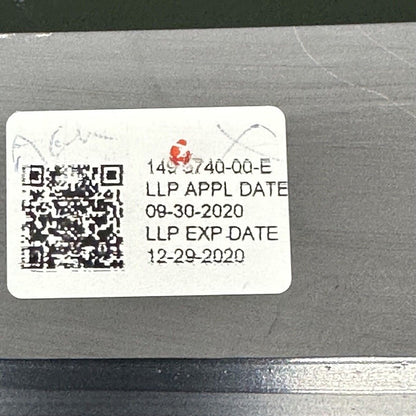 LLP APPL DATE
09-30-2020
LLP EXP DATE
12-29-2020